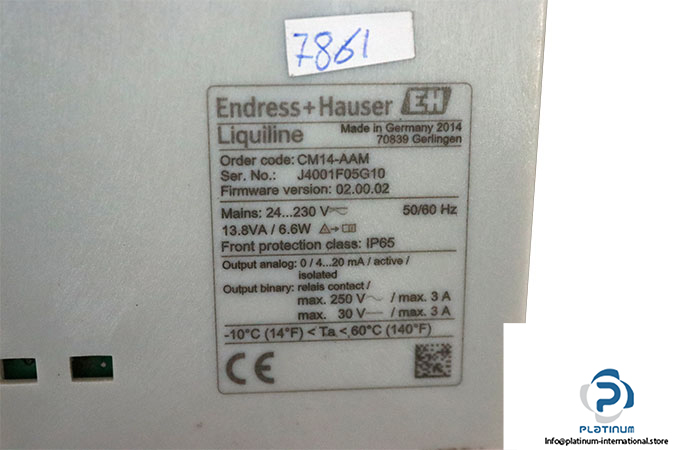 7861
Endress+Hauser EH
Liquiline
Made in Germany 2014
70839 Gerlingen
Order code: CM14-AAM
Ser. No.: J4001F05G10
Firmware version: 02.00.02
Mains: 24...230 V 50/60 Hz
13.8VA / 6.6W
Front protection class: IP65
Output analog: 0 / 4...20 mA / active /
isolated
Output binary: relais contact /
max. 250 V / max. 3 A
max. 30 V / max. 3 A
-10°C (14°F) < Ta < 60°C (140°F)
CE
PLATINUM
Info@platinum-international.store